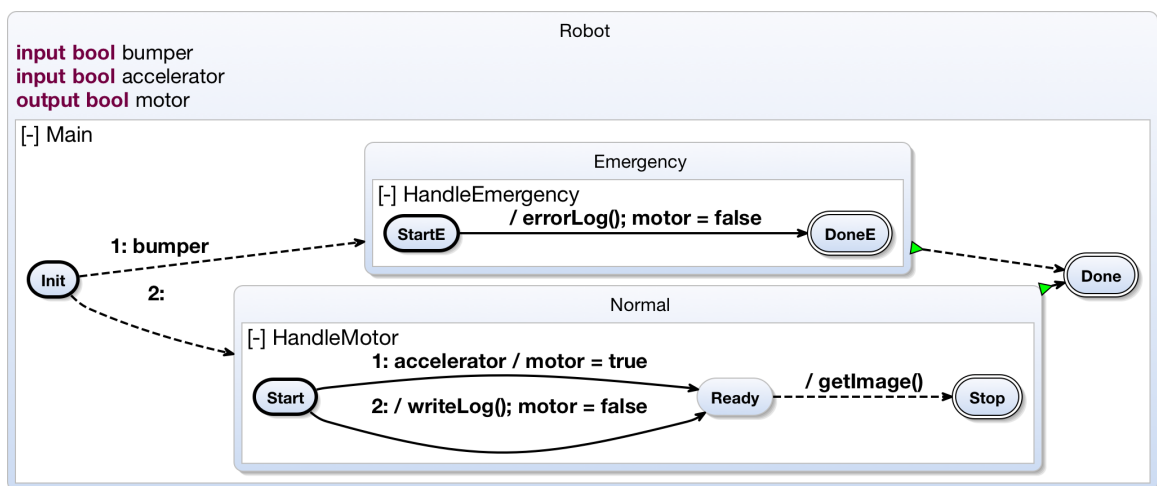 Robot
input bool bumper
input bool accelerator
output bool motor
[-] Main
Emergency
[-] HandleEmergency
/ errorLog(); motor = false
StartE
DoneE
1: bumper
Init
2:
Done
Normal
[-] HandleMotor
1: accelerator / motor = true
Start
2: / writeLog(); motor = false
Ready
/ getImage()
Stop